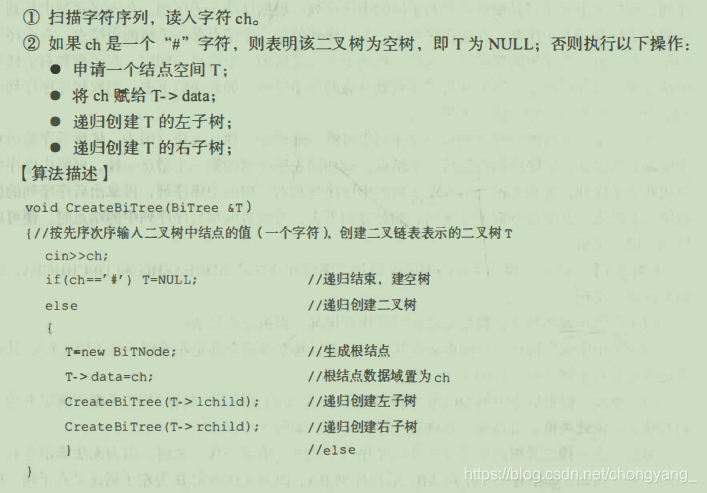 ① 扫描字符序列，读入字符 ch。
② 如果 ch 是一个“#”字符，则表明该二叉树为空树，即 T 为 NULL；否则执行以下操作：
● 申请一个结点空间 T；
● 将 ch 赋给 T->data；
● 递归创建 T 的左子树；
● 递归创建 T 的右子树；
【算法描述】
void CreateBiTree(BiTree &T)
{//按先序次序输入二叉树中结点的值（一个字符），创建二叉链表表示的二叉树 T
cin>>ch;
if(ch=='#') T=NULL; //递归结束，建空树
else //递归创建二叉树
{
T=new BiTNode; //生成根结点
T->data=ch; //根结点数据域置为 ch
CreateBiTree(T->lchild); //递归创建左子树
CreateBiTree(T->rchild); //递归创建右子树
} //else
}
https://blog.csdn.net/chongyang_